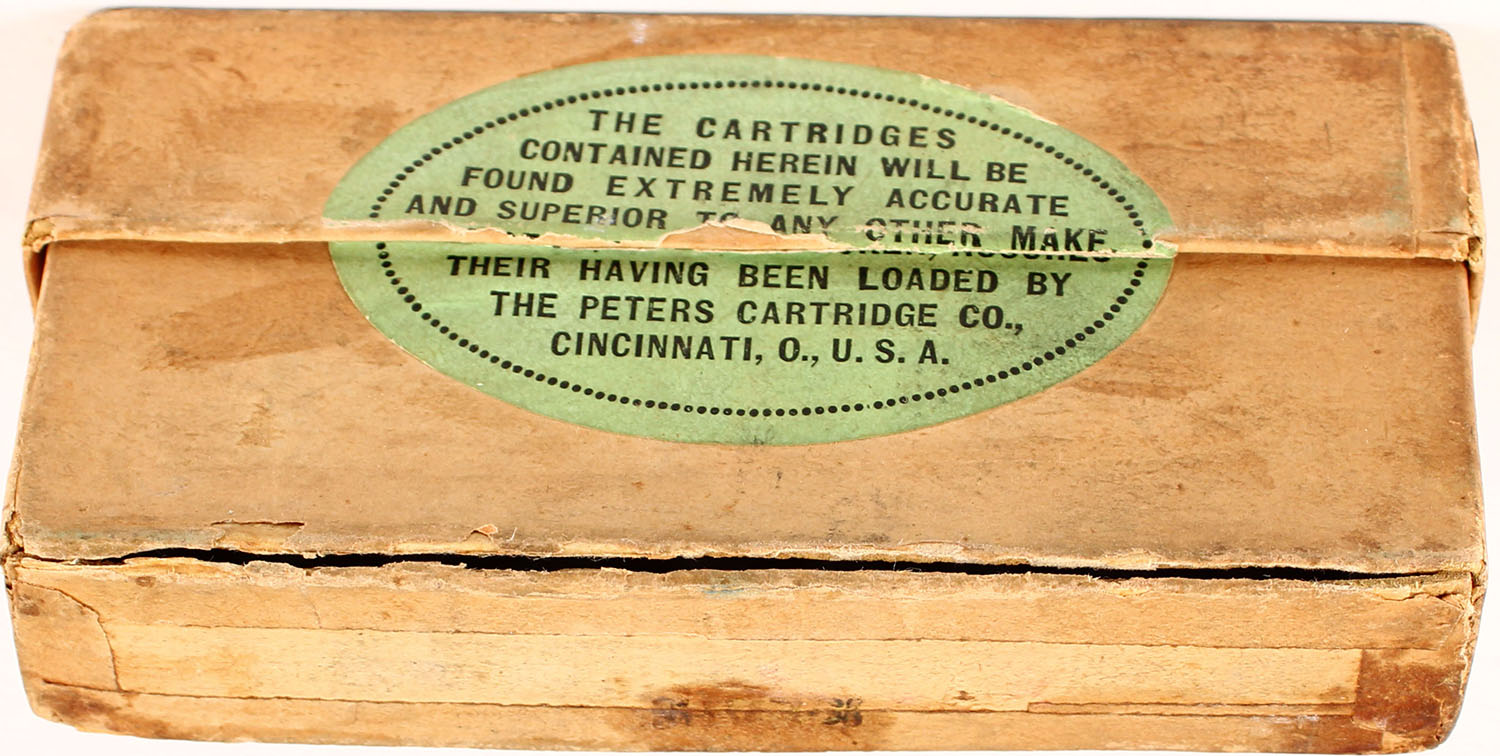 THE CARTRIDGES
CONTAINED HEREIN WILL BE
FOUND EXTREMELY ACCURATE
AND SUPERIOR TO ANY OTHER MAKE.
THEIR HAVING BEEN LOADED BY
THE PETERS CARTRIDGE CO.,
CINCINNATI, O., U. S. A.